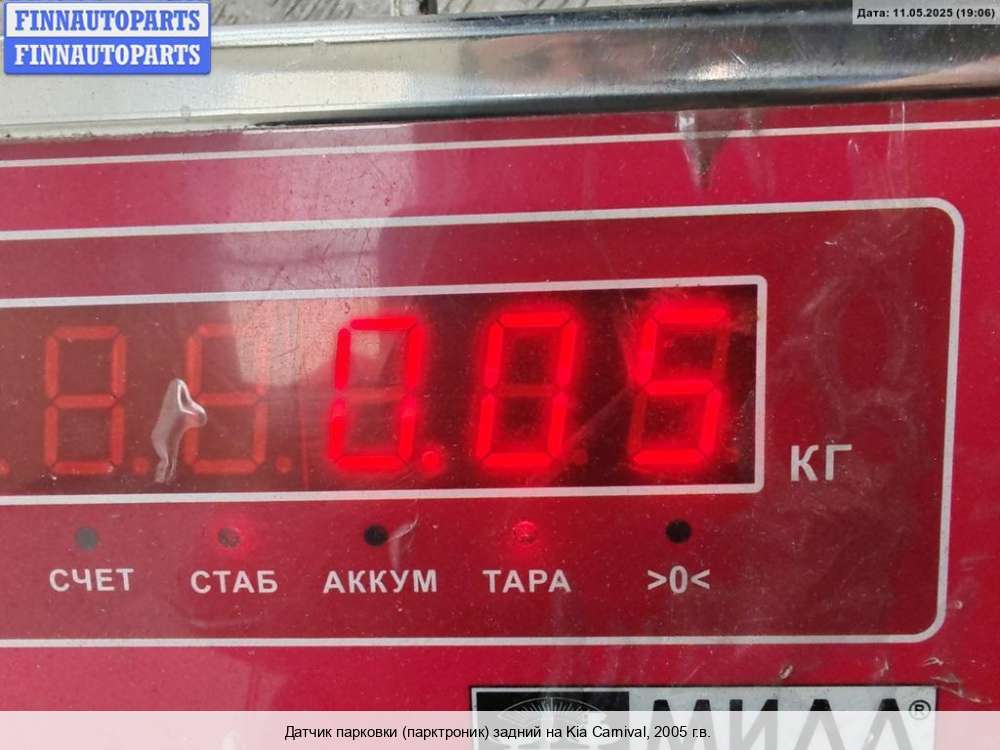 FINNAUTOPARTS
FINNAUTOPARTS
Дата: 11.05.2025 (19:06)
0.05
КГ
СЧЕТ СТАБ АККУМ ТАРА >0<
МИДЛ®
Датчик парковки (парктроник) задний на Kia Carnival, 2005 г.в.